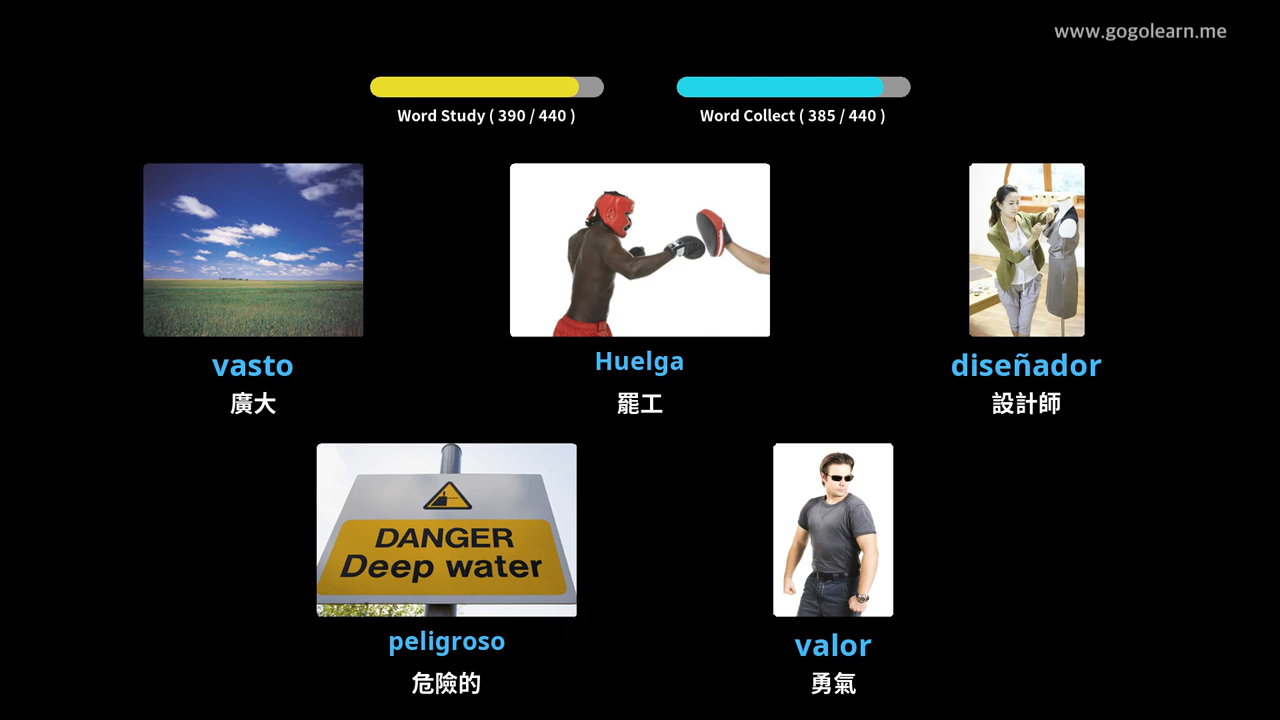 www.gogolearn.me
Word Study ( 390 / 440 )
Word Collect ( 385 / 440 )
vasto
廣大
Huelga
罷工
diseñador
設計師
DANGER
Deep water
peligroso
危險的
valor
勇氣